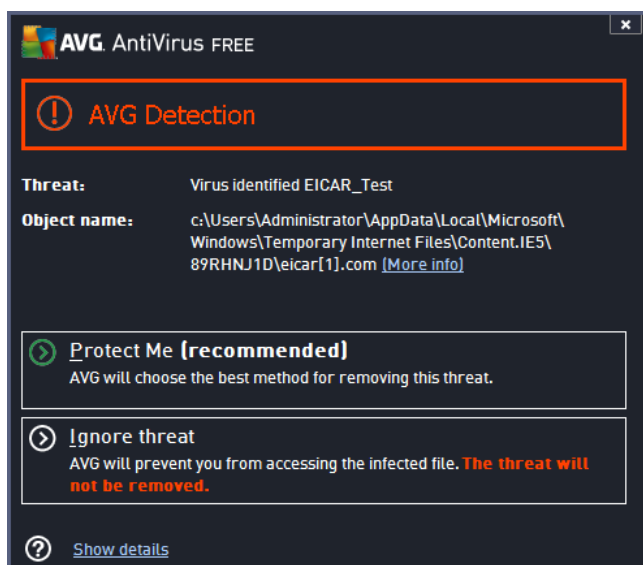 AVG. AntiVirus FREE
x
AVG Detection
Threat: Virus identified EICAR_Test
Object name: c:\Users\Administrator\AppData\Local\Microsoft\
Windows\Temporary Internet Files\Content.IE5\
89RHNJ1D\eicar[1].com (More info)
Protect Me (recommended)
AVG will choose the best method for removing this threat.
Ignore threat
AVG will prevent you from accessing the infected file. The threat will
not be removed.
? Show details